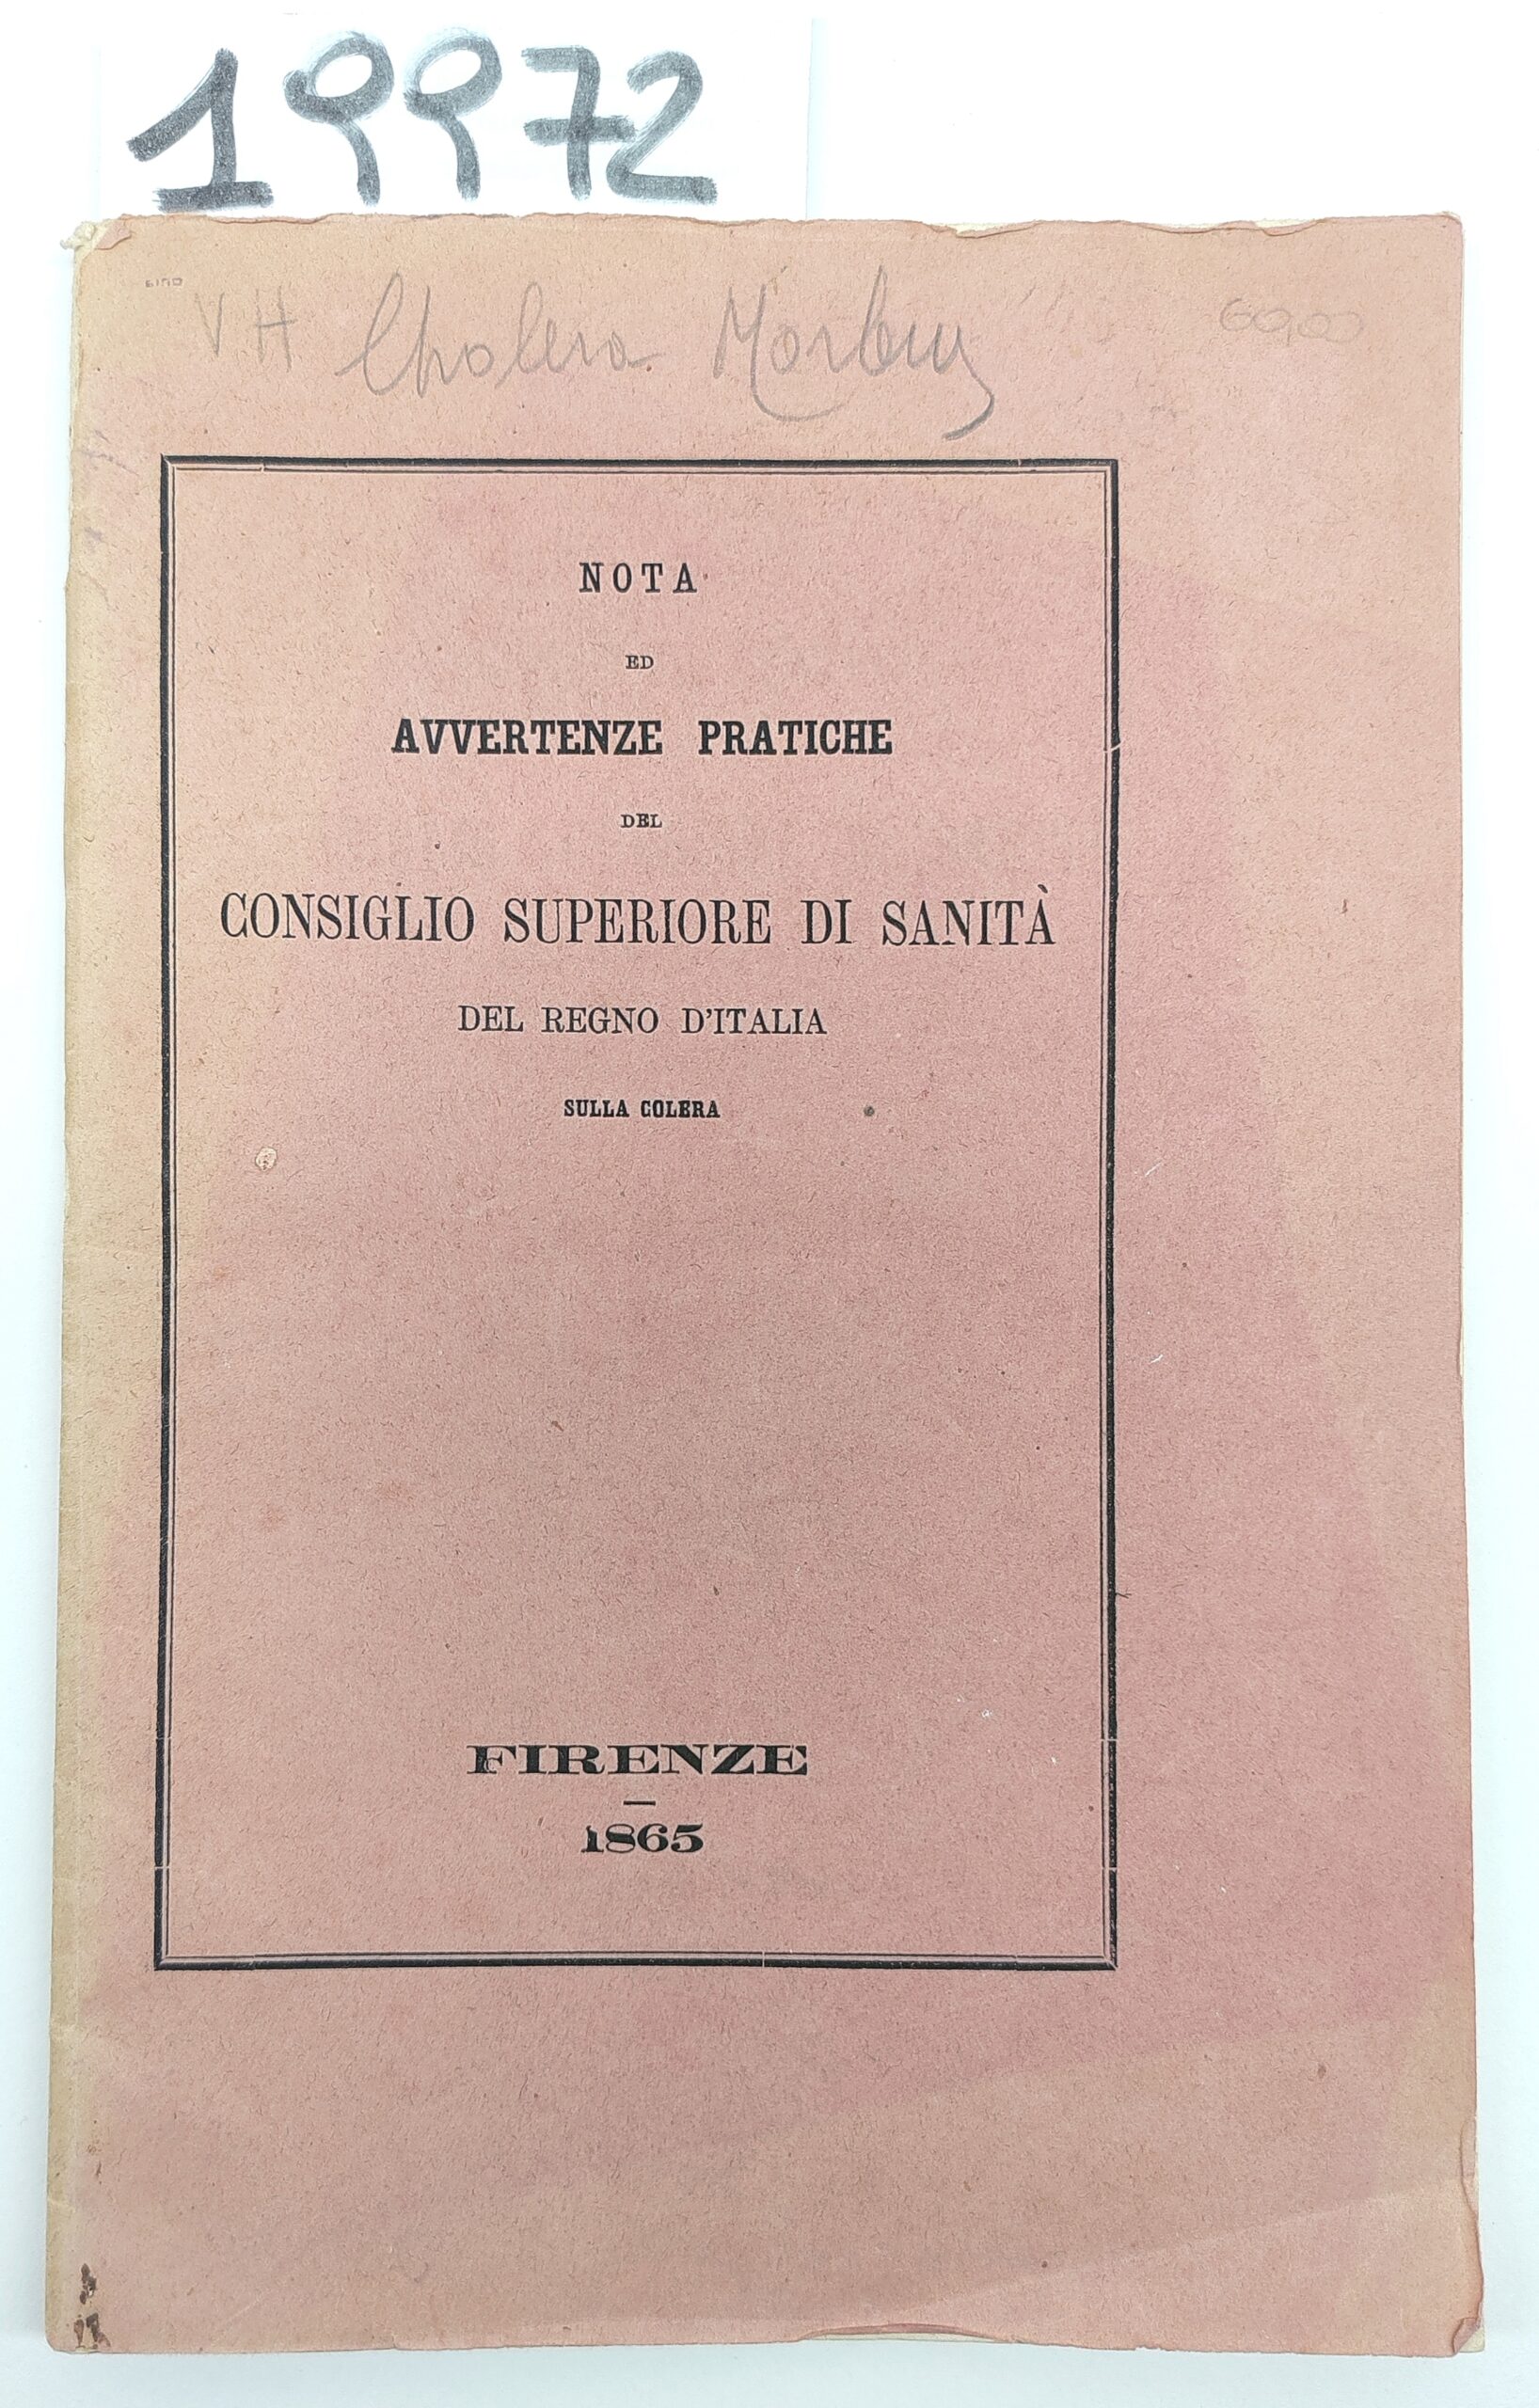 19972
VH Cholera Morbus 60,00
NOTA
ED
AVVERTENZE PRATICHE
DEL
CONSIGLIO SUPERIORE DI SANITÀ
DEL REGNO D'ITALIA
SULLA COLERA
FIRENZE
1865